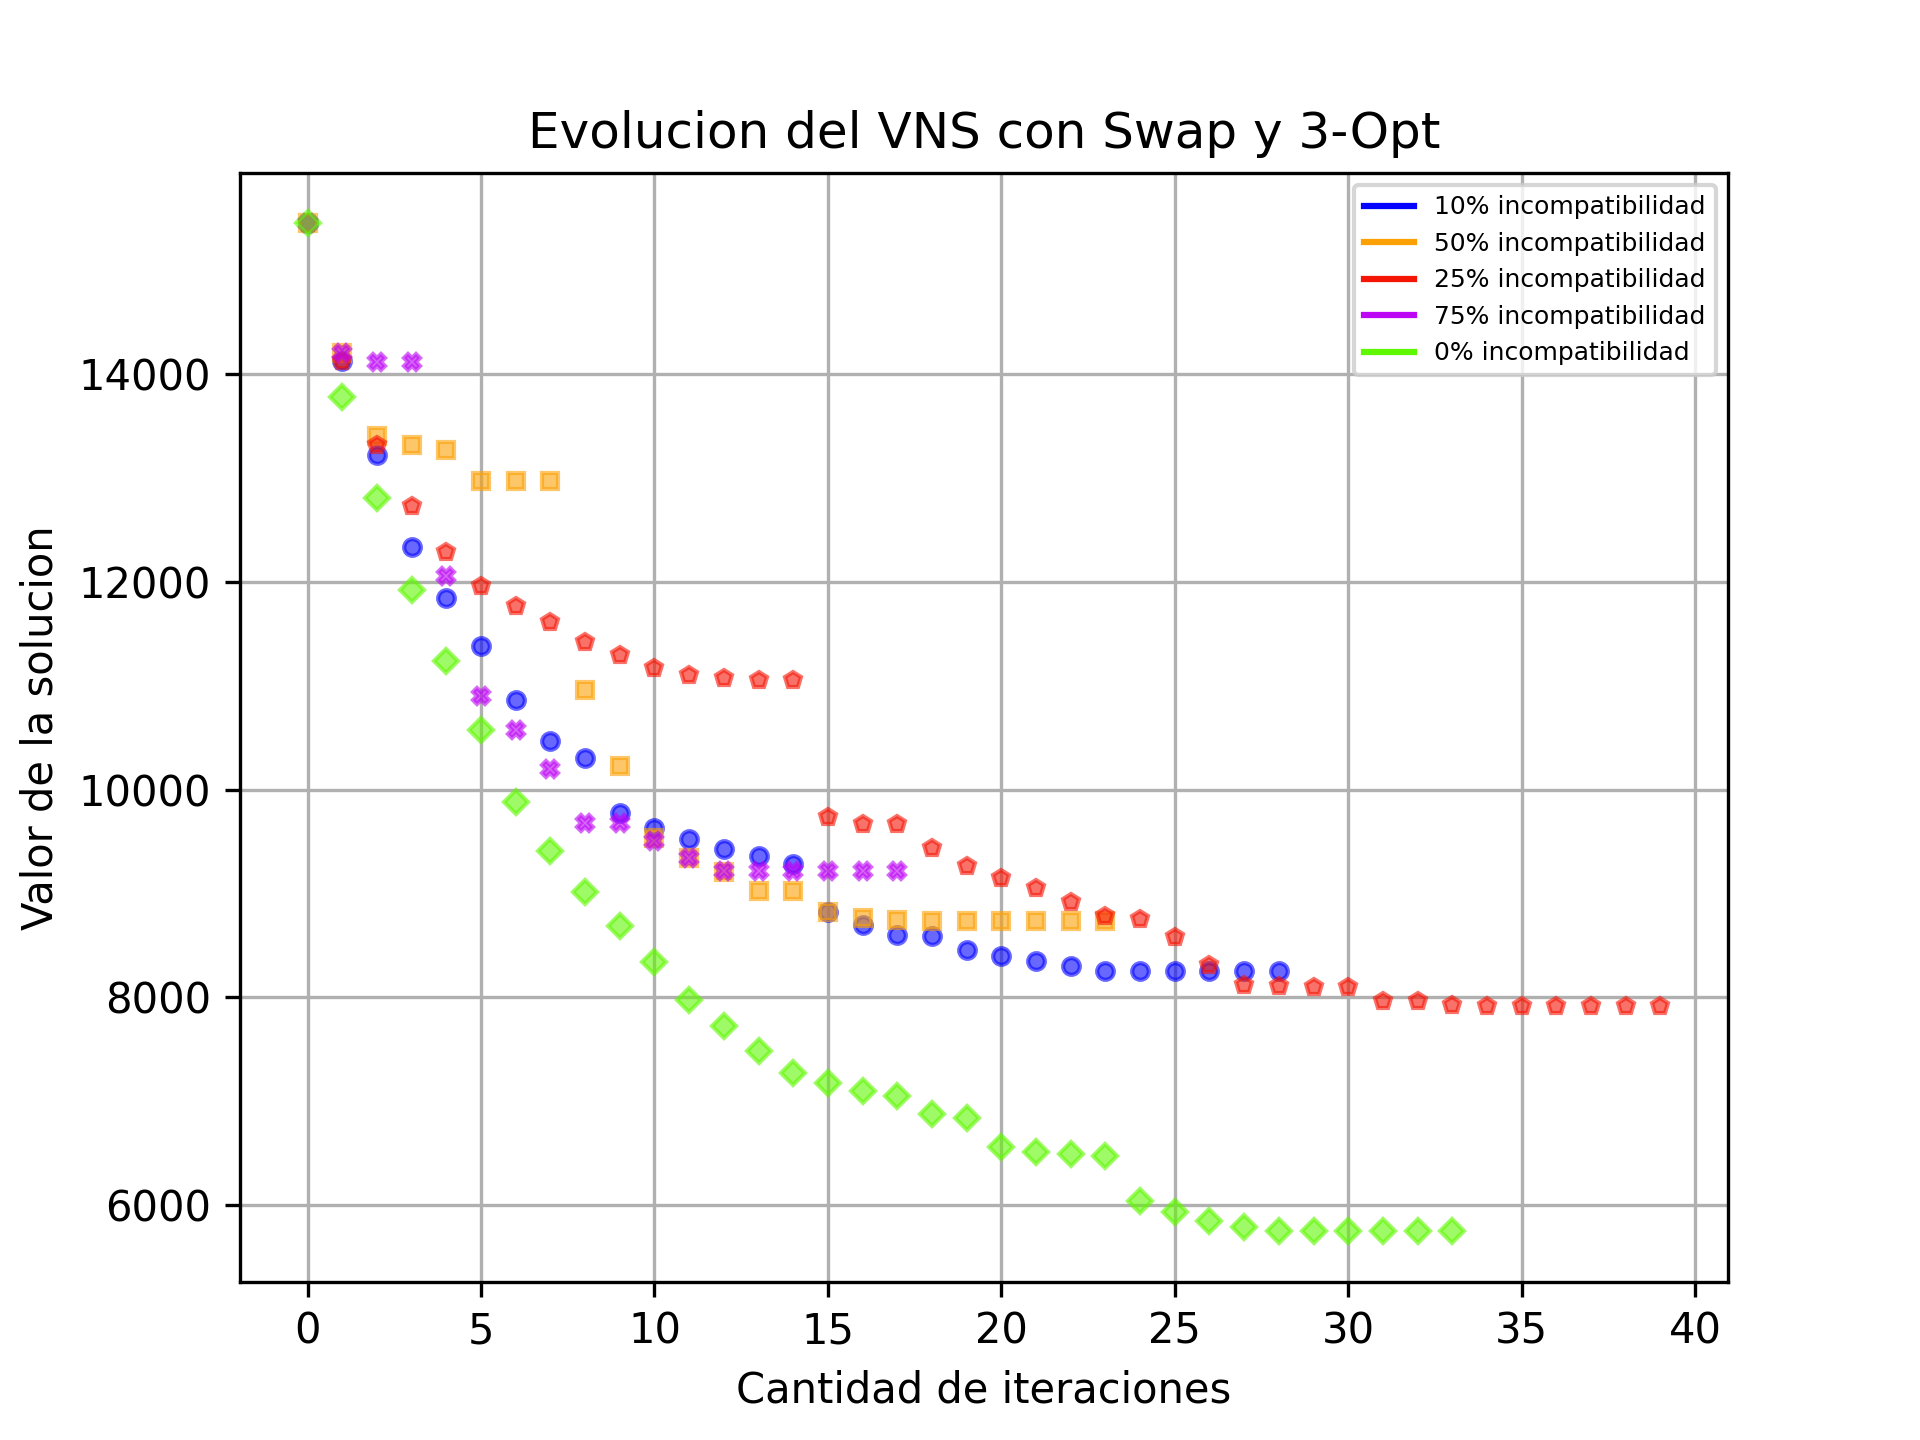 Evolucion del VNS con Swap y 3-Opt
10% incompatibilidad
50% incompatibilidad
25% incompatibilidad
75% incompatibilidad
0% incompatibilidad
Valor de la solucion
14000
12000
10000
8000
6000
0 5 10 15 20 25 30 35 40
Cantidad de iteraciones